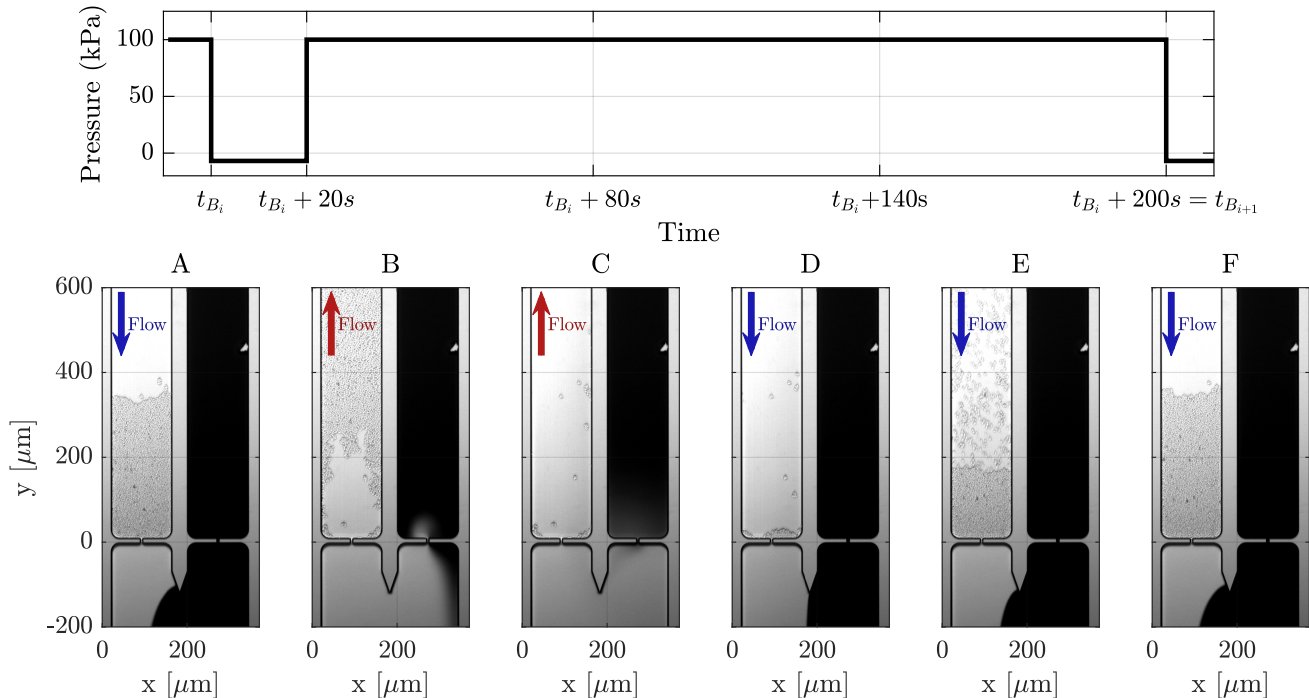 Pressure (kPa)
100
50
0
t_{B_i}
t_{B_i} + 20s
t_{B_i} + 80s
t_{B_i}+140s
t_{B_i} + 200s = t_{B_{i+1}}
Time
A B C D E F
Flow Flow Flow Flow Flow Flow
y [μm]
600
400
200
0
-200
0 200 0 200 0 200 0 200 0 200 0 200
x [μm] x [μm] x [μm] x [μm] x [μm] x [μm]